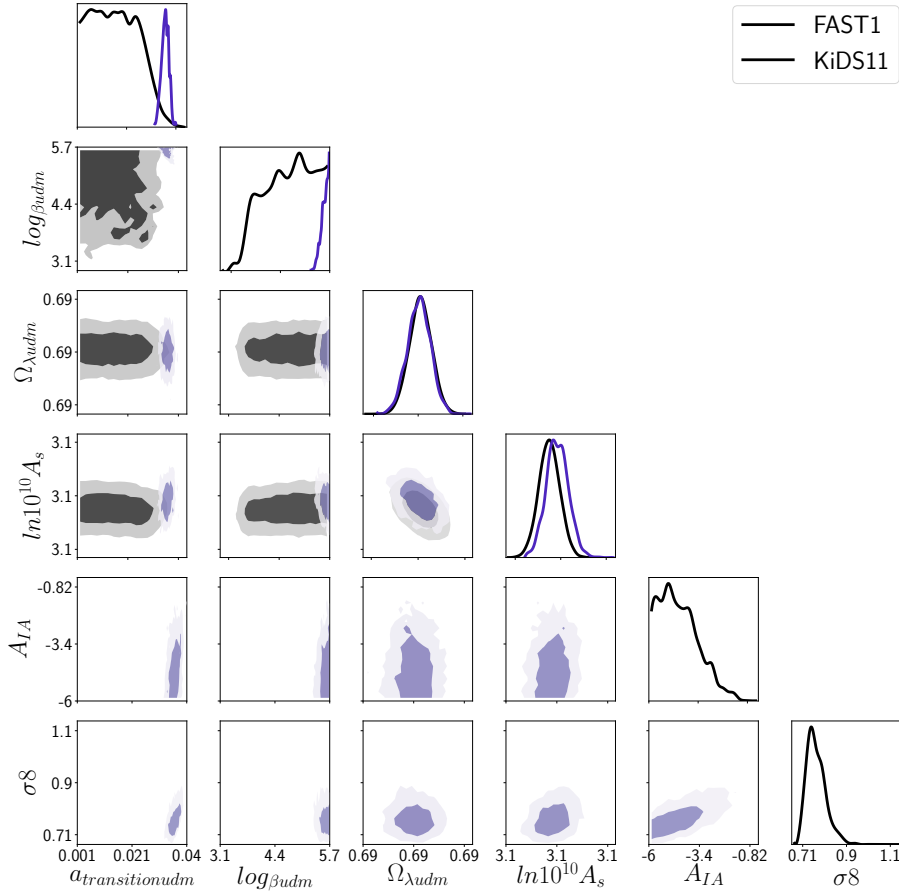 FAST1
KiDS11
5.7
4.4
3.1
log_βudm
0.69
0.69
0.69
Ω_λudm
3.1
3.1
3.1
ln10^10 A_s
-0.82
-3.4
-6
A_IA
1.1
0.9
0.71
σ8
0.001 0.021 0.04
3.1 4.4 5.7
0.69 0.69 0.69
3.1 3.1 3.1
-6 -3.4 -0.82
0.71 0.9 1.1
a_transitionudm
log_βudm
Ω_λudm
ln10^10 A_s
A_IA
σ8